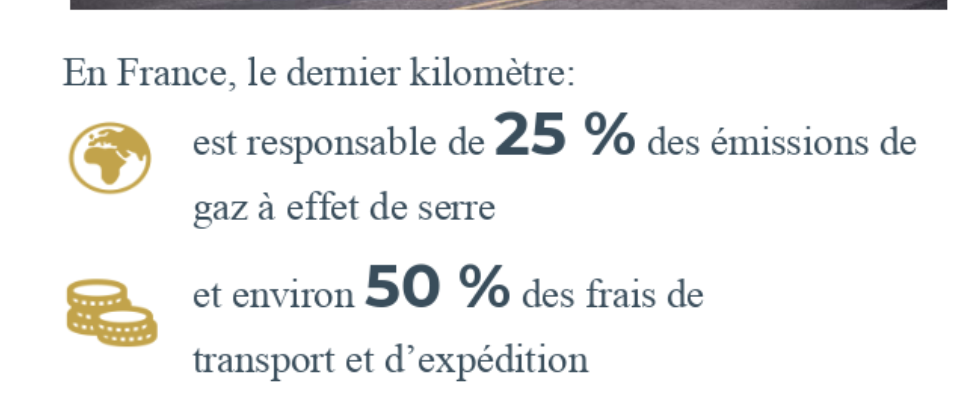 En France, le dernier kilomètre:
est responsable de 25 % des émissions de
gaz à effet de serre
et environ 50 % des frais de
transport et d’expédition